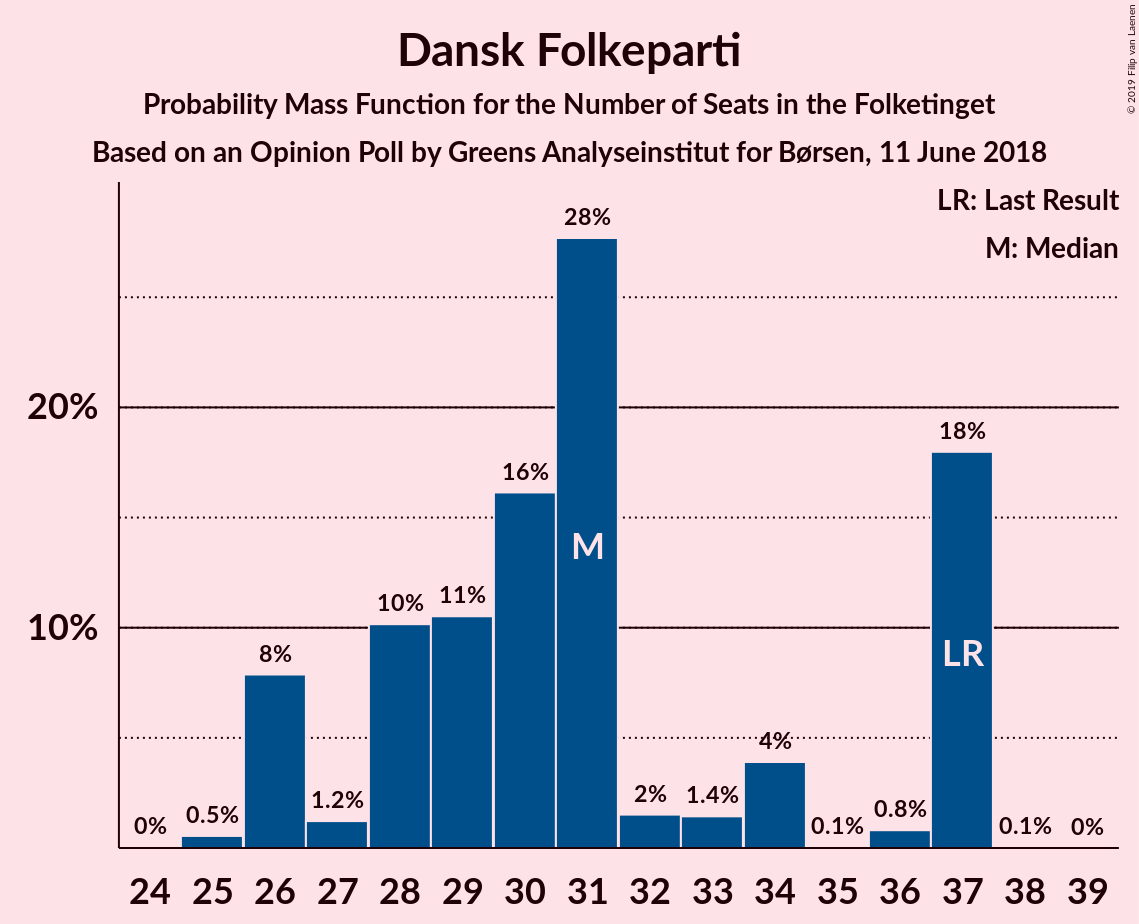 Dansk Folkeparti
Probability Mass Function for the Number of Seats in the Folketinget
Based on an Opinion Poll by Greens Analyseinstitut for Børsen, 11 June 2018
© 2019 Filip van Laenen
LR: Last Result
M: Median
28%
20%
18%
16%
M
11%
10%
10%
8%
LR
4%
2%
1.4%
1.2%
0.8%
0.5%
0%
0.1%
0.1%
0%
24 25 26 27 28 29 30 31 32 33 34 35 36 37 38 39